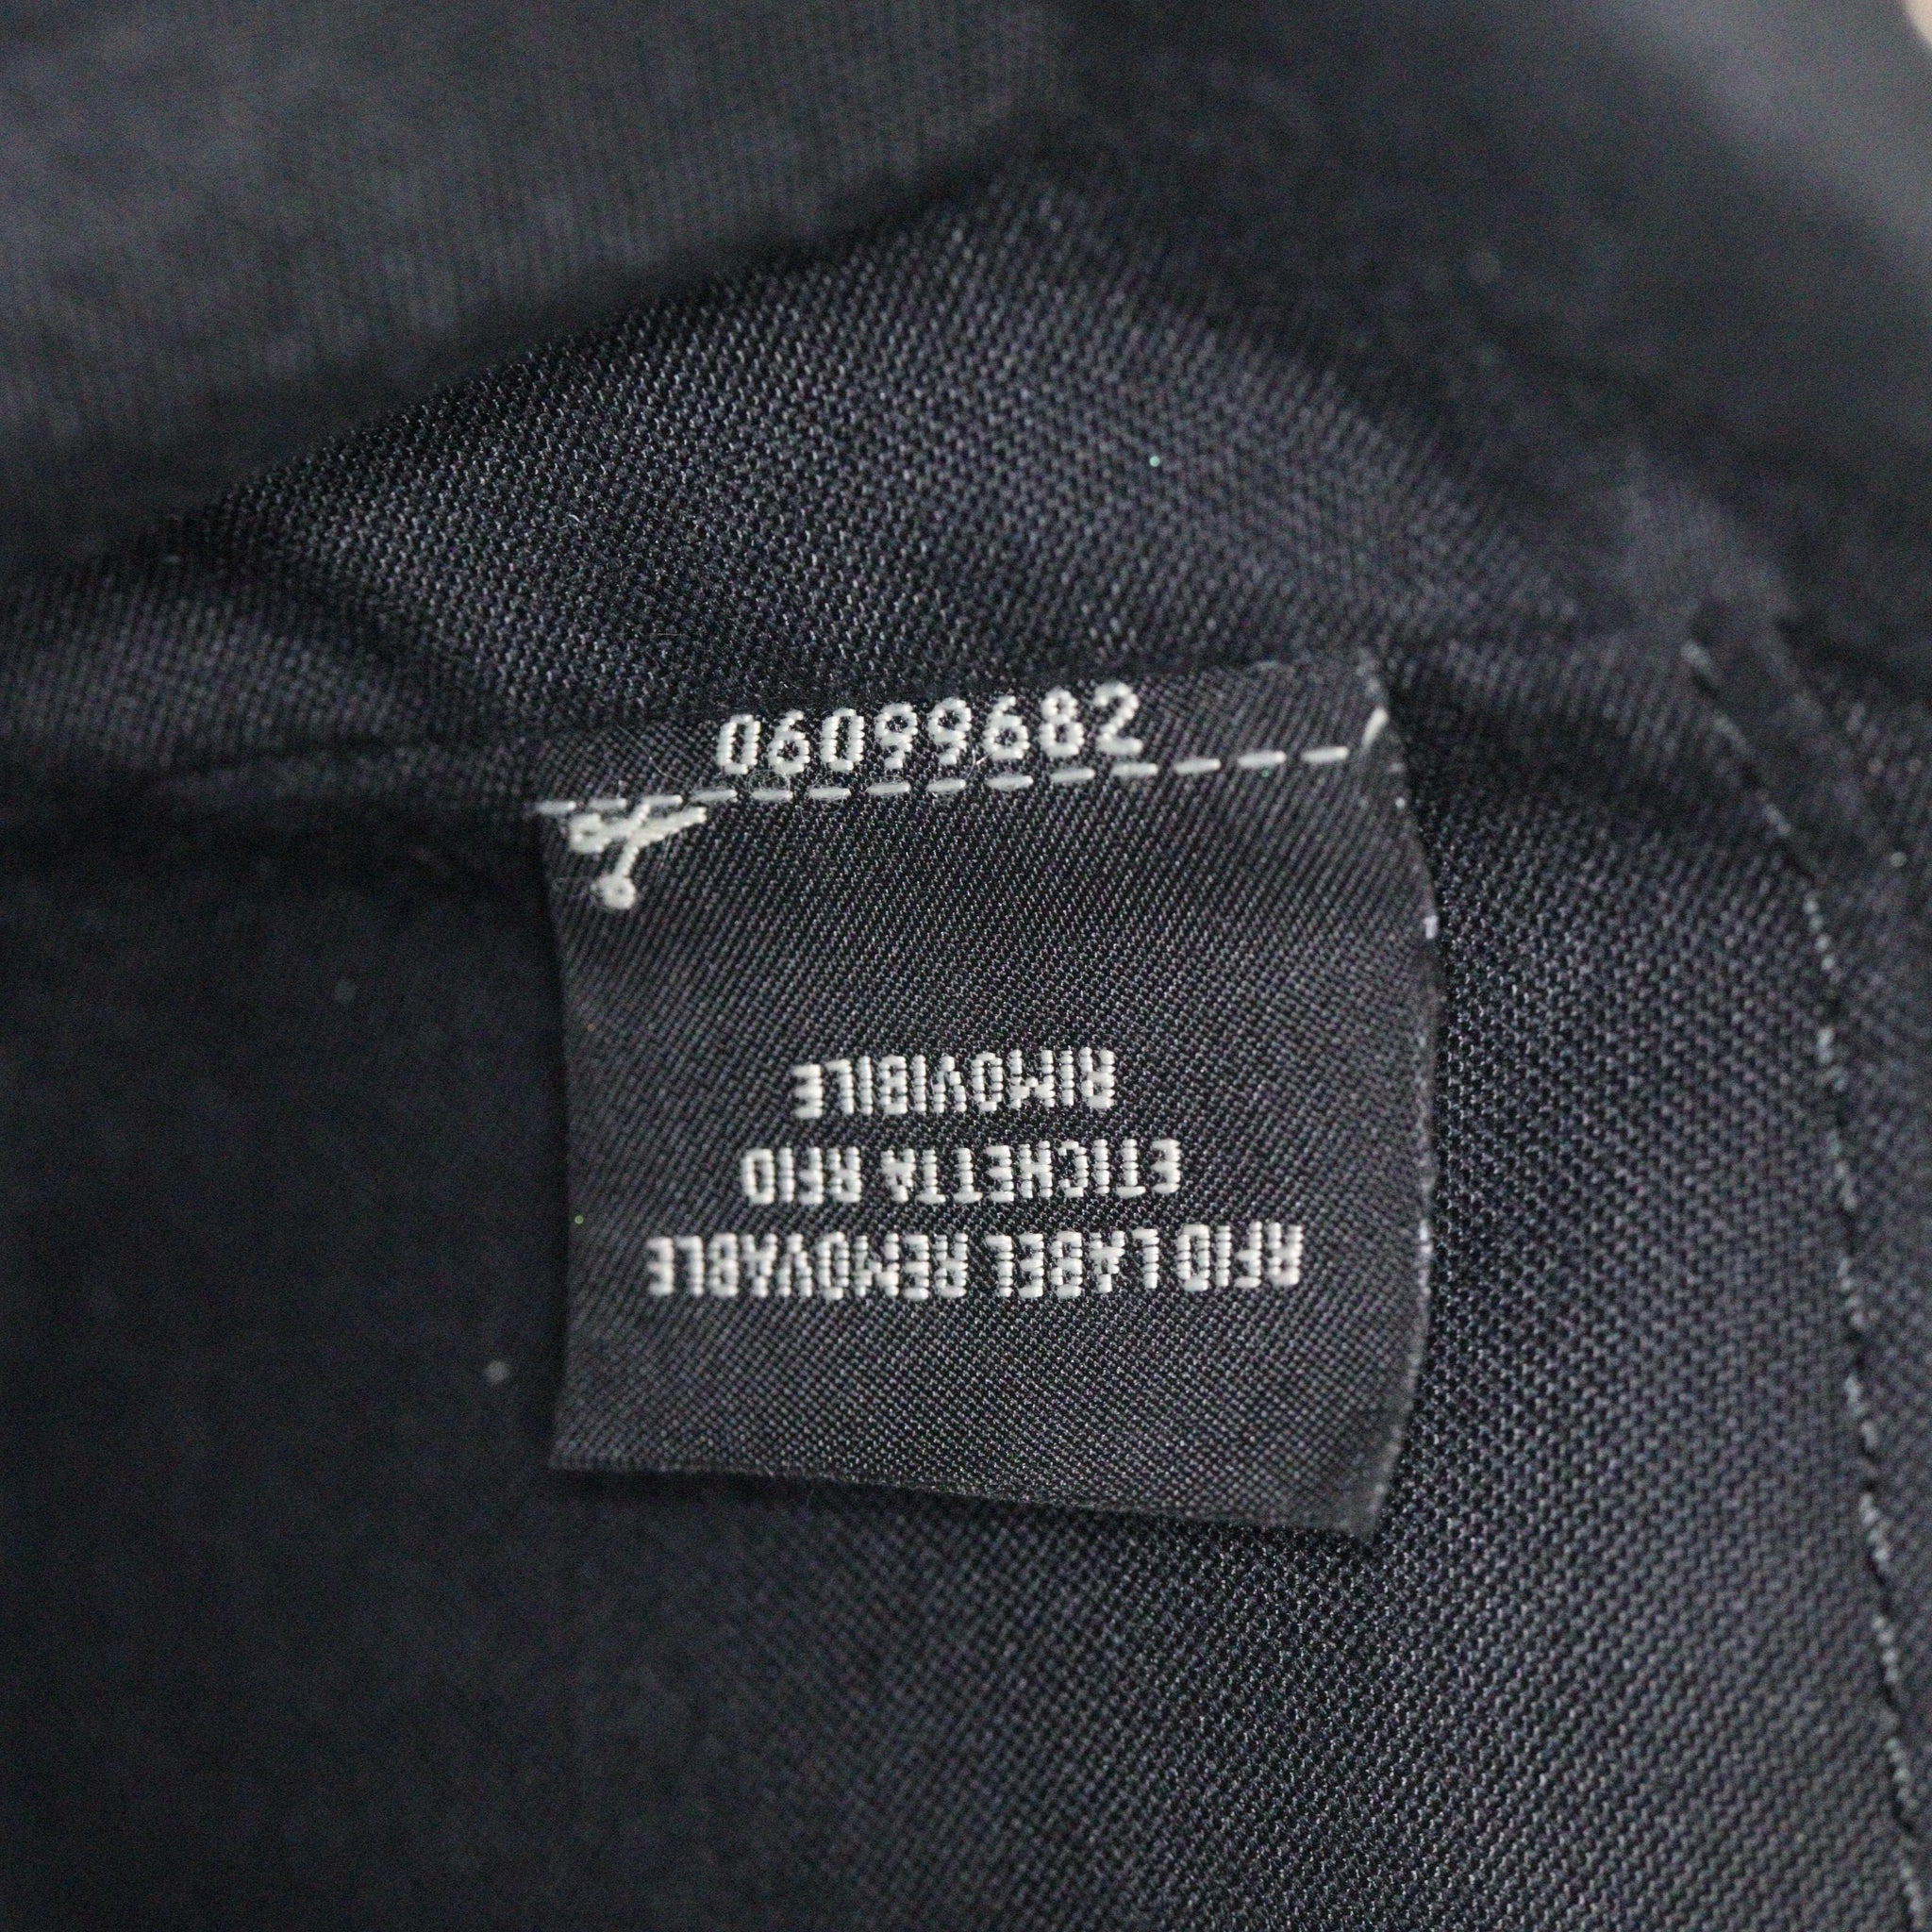 06099682
RFID LABEL REMOVABLE
ETICHETTA RFID
RIMOVIBILE